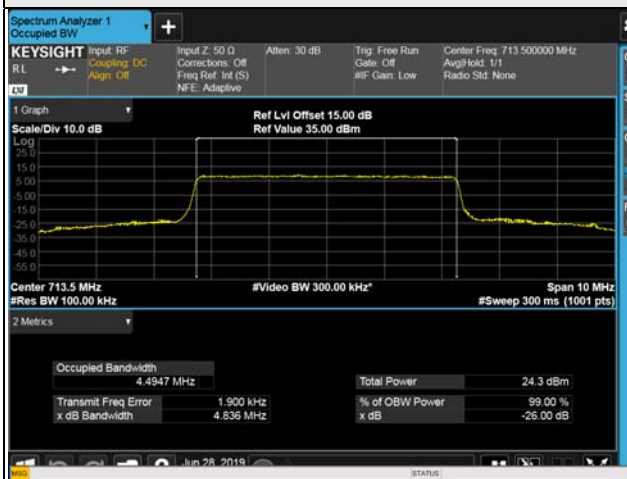 Spectrum Analyzer 1
Occupied BW
KEYSIGHT
RL
LXI
Input: RF
Coupling: DC
Align: Off
Input Z: 50 Ω
Corrections: Off
Freq Ref: Int (S)
NFE: Adaptive
Atten: 30 dB
Trig: Free Run
Gate: Off
#IF Gain: Low
Center Freq: 713.500000 MHz
Avg|Hold: 1/1
Radio Std: None
1 Graph
Scale/Div 10.0 dB
Ref Lvl Offset 15.00 dB
Ref Value 35.00 dBm
Log
25.0
15.0
5.00
-5.00
-15.0
-25.0
-35.0
-45.0
-55.0
Center 713.5 MHz
#Res BW 100.00 kHz
#Video BW 300.00 kHz*
Span 10 MHz
#Sweep 300 ms (1001 pts)
2 Metrics
Occupied Bandwidth
4.4947 MHz
Transmit Freq Error 1.900 kHz
x dB Bandwidth 4.836 MHz
Total Power 24.3 dBm
% of OBW Power 99.00 %
x dB -26.00 dB
Jun 28, 2019
MSG
STATUS